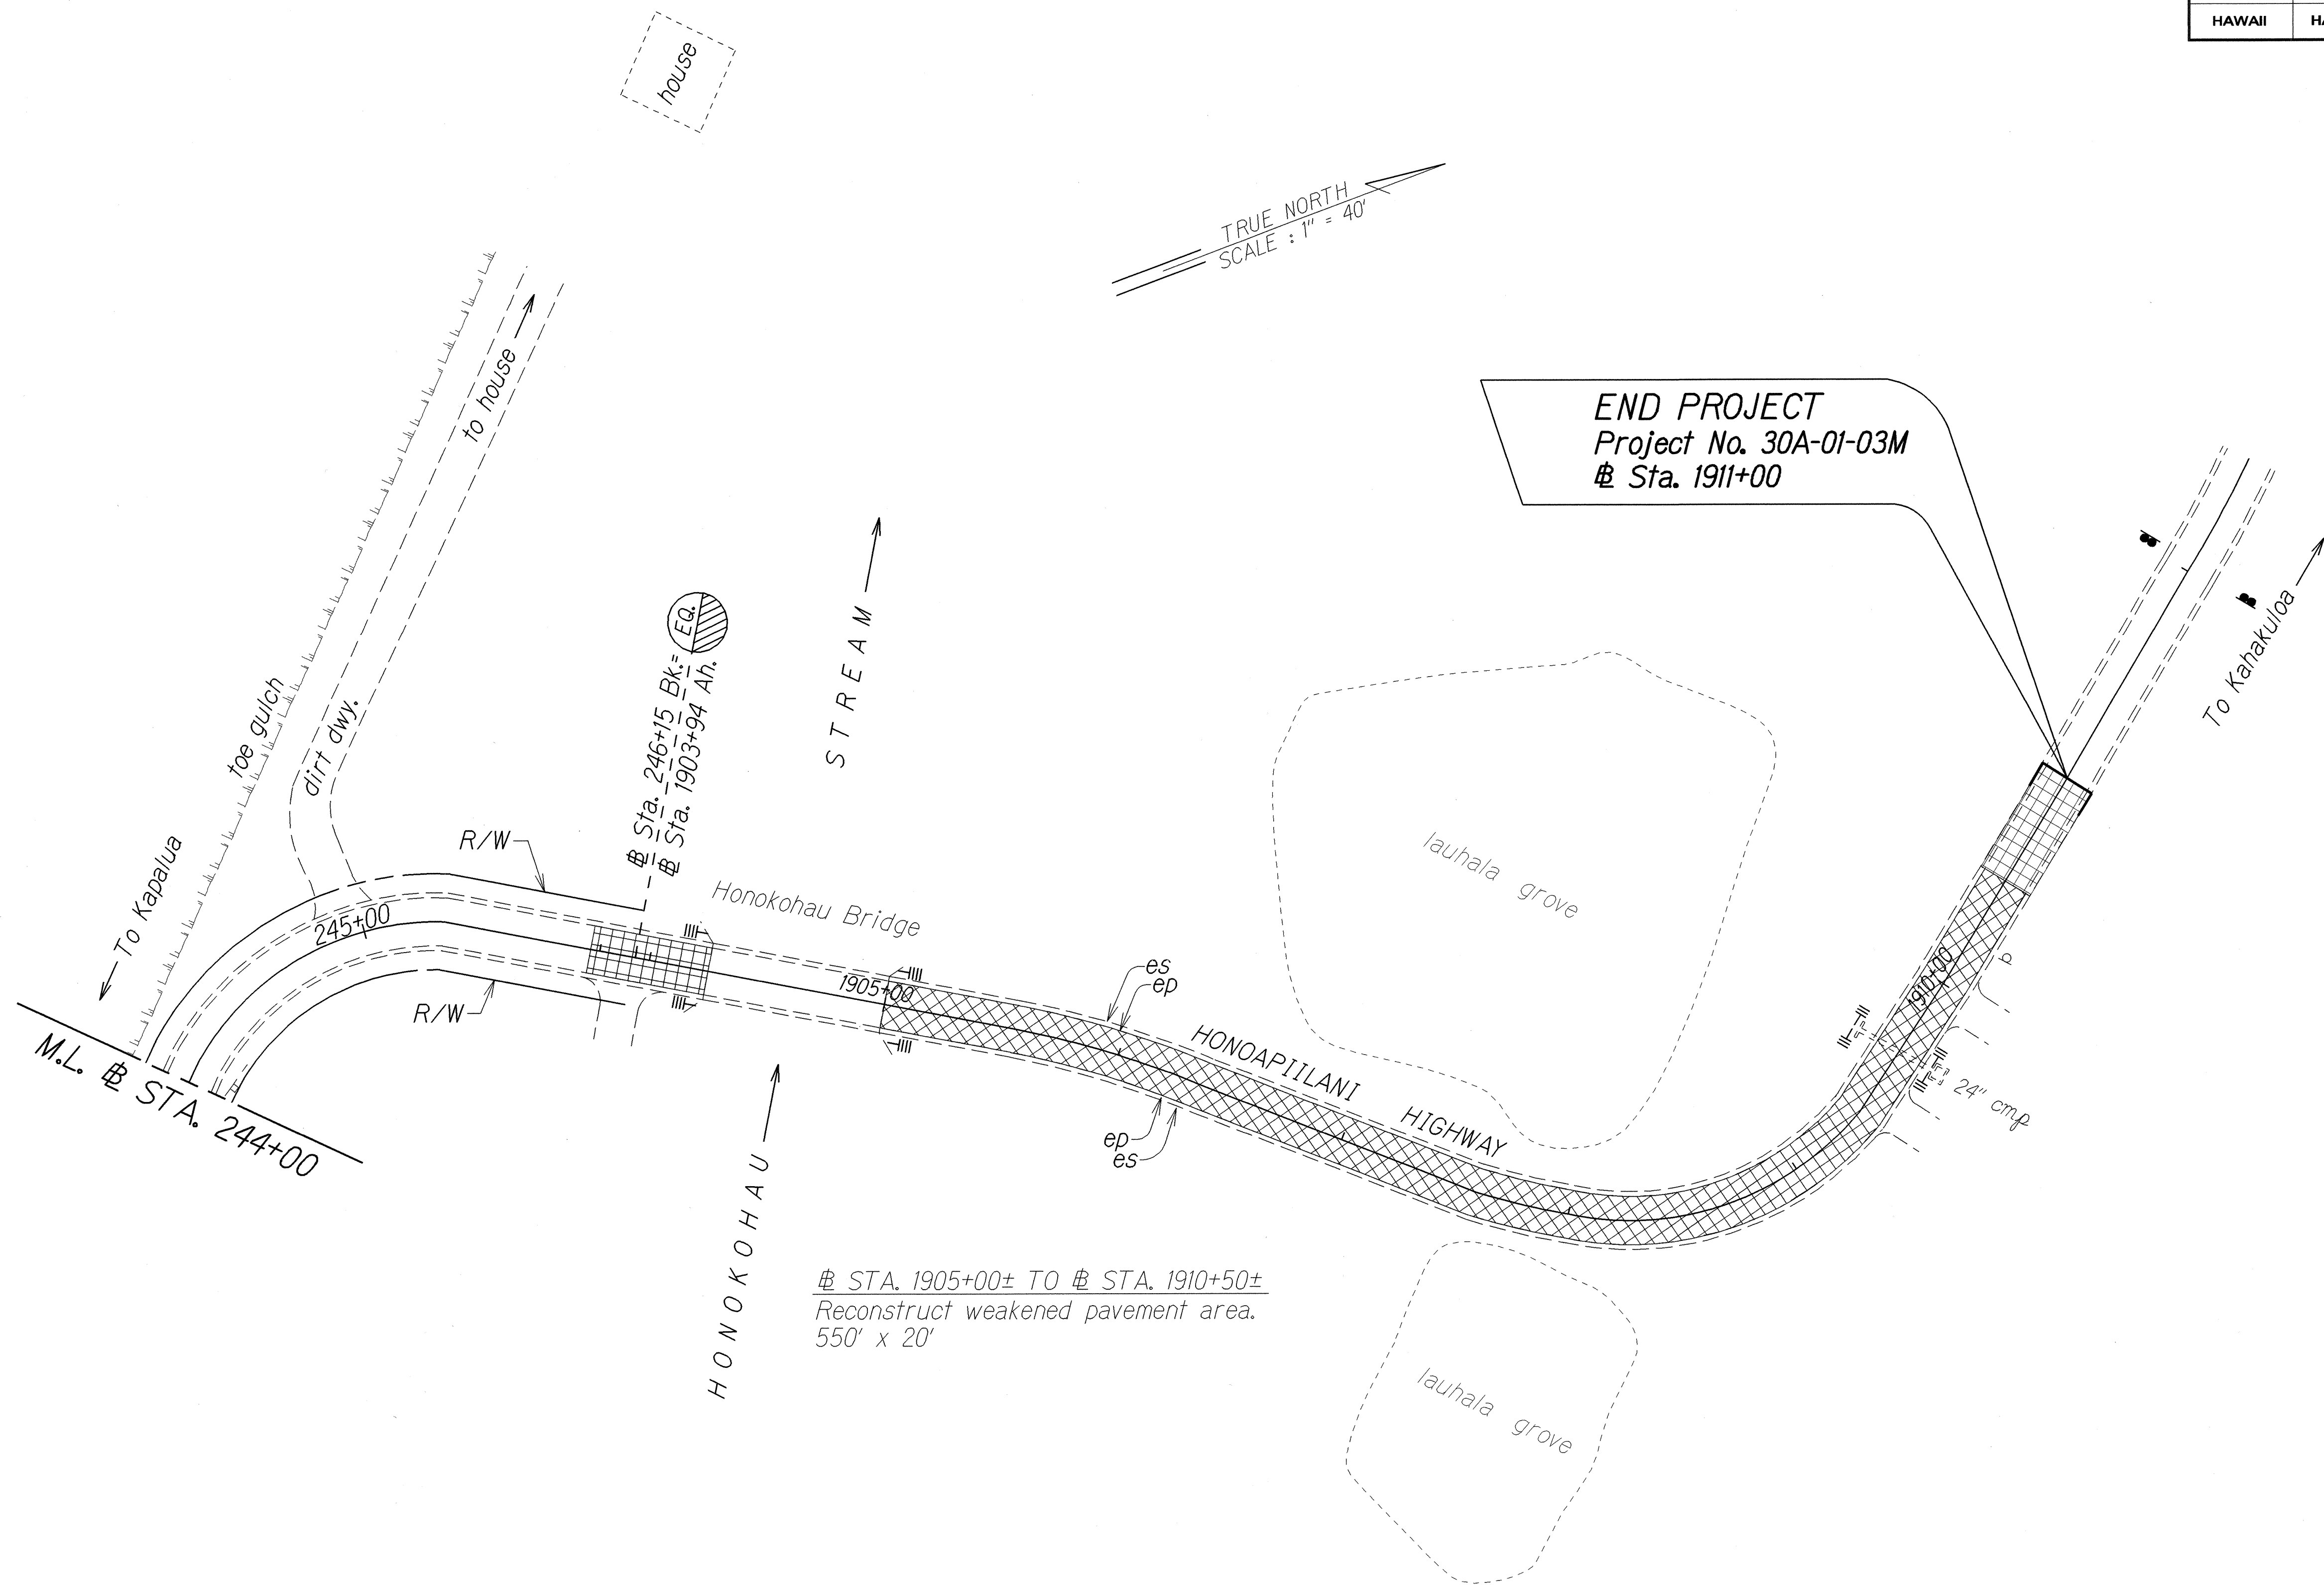 HAWAII
house
TRUE NORTH
SCALE : 1" = 40'
to house
END PROJECT
Project No. 30A-01-03M
℄ Sta. 1911+00
EQ.
℄ Sta. 246+15 Bk.=
℄ Sta. 1903+94 Ah.
STREAM
To Kahakuloa
toe gulch
dirt dwy.
To Kapalua
R/W
lauhala grove
Honokohau Bridge
245+00
1905+00
es
ep
R/W
1910+00
M.L. ℄ STA. 244+00
HONOAPIILANI HIGHWAY
24" cmp
ep
es
HONOKOHAU
℄ STA. 1905+00± TO ℄ STA. 1910+50±
Reconstruct weakened pavement area.
550' x 20'
lauhala grove